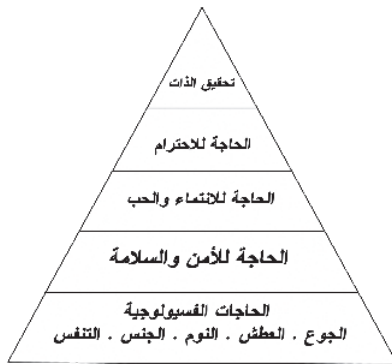 تحقيق الذات
الحاجة للاحترام
الحاجة للانتماء والحب
الحاجة للأمن والسلامة
الحاجات الفسيولوجية
الجوع . العطش . النوم . الجنس . التنفس